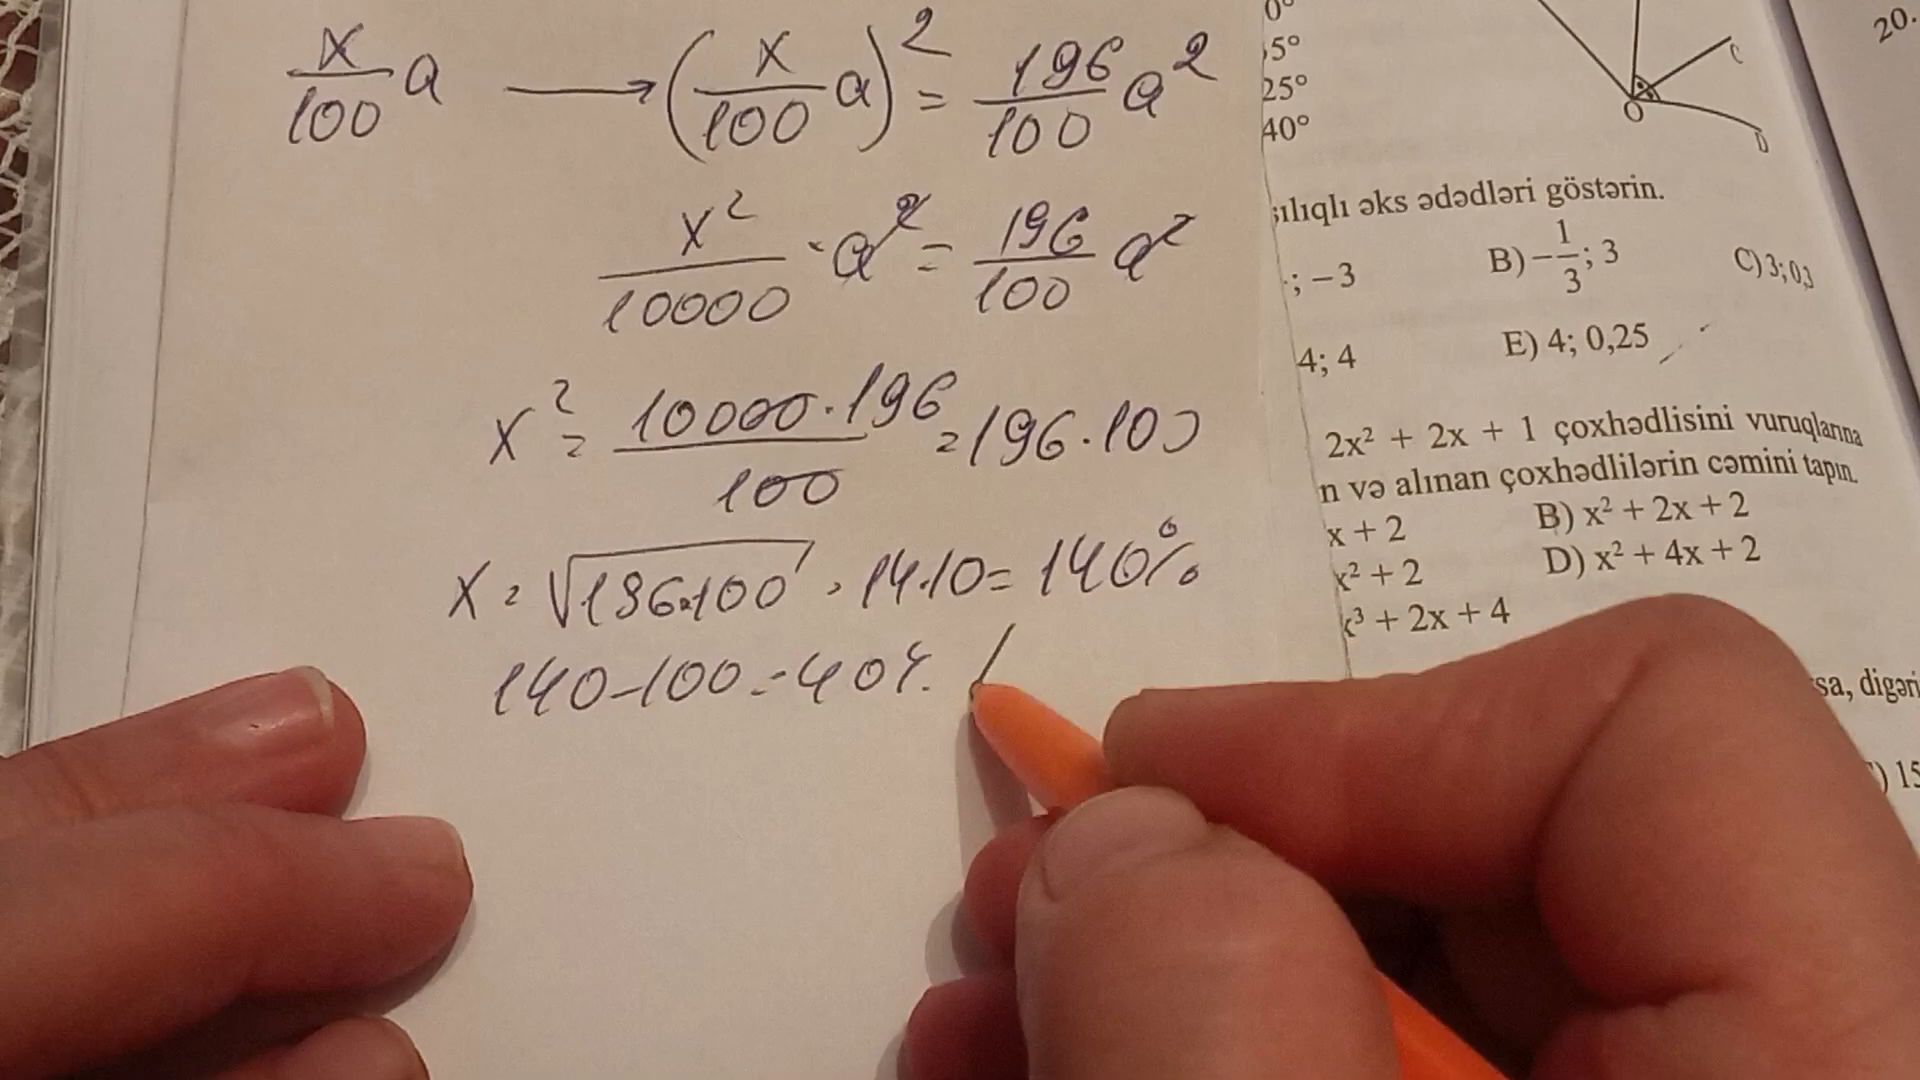 x/100 a → (x/100 a)² = 196/100 a²
x²/10000 · a² = 196/100 a²
x² = 10000·196/100 = 196·100
x = √196·100 = 14·10 = 140%
140-100=40%
0°
5°
25°
40°
C
O
D
20.
əks ədədləri göstərin.
; −3 B) −1/3; 3 C) 3; 0,3
4; 4 E) 4; 0,25
2x² + 2x + 1 çoxhədlisini vuruqlarına
n və alınan çoxhədlilərin cəmini tapın.
x + 2 B) x² + 2x + 2
x² + 2 D) x² + 4x + 2
x³ + 2x + 4
sa, digəri
) 15